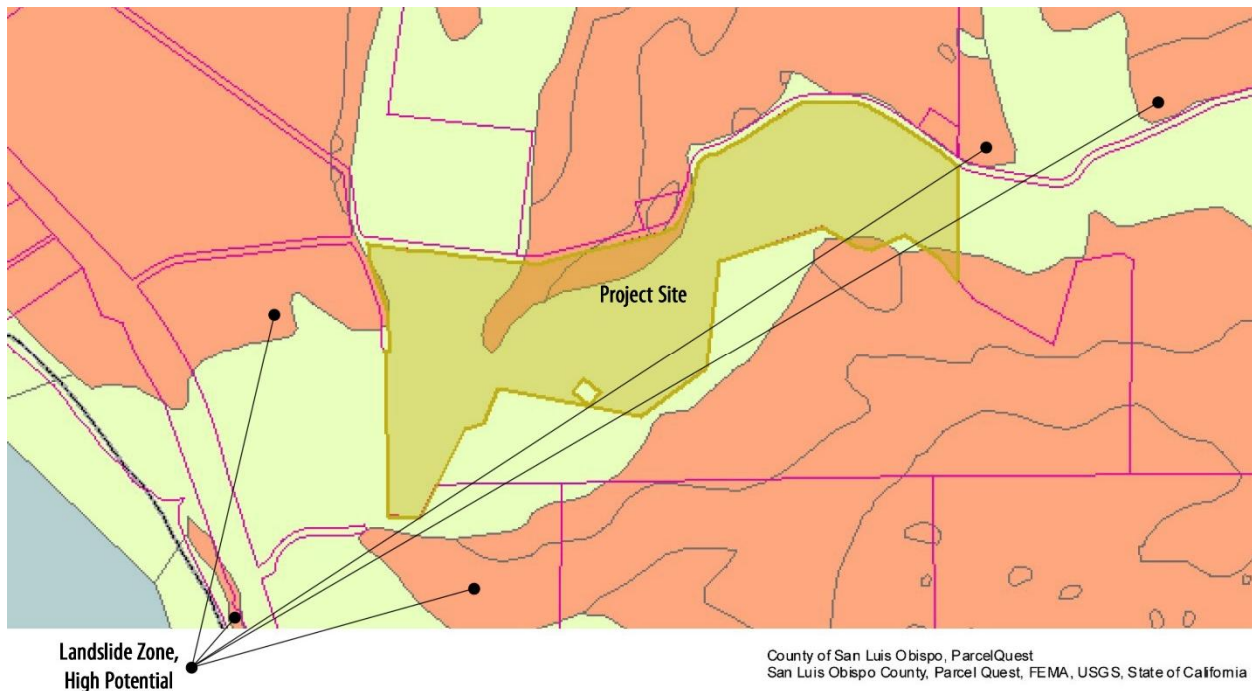 Project Site
Landslide Zone,
High Potential
County of San Luis Obispo, ParcelQuest
San Luis Obispo County, Parcel Quest, FEMA, USGS, State of California